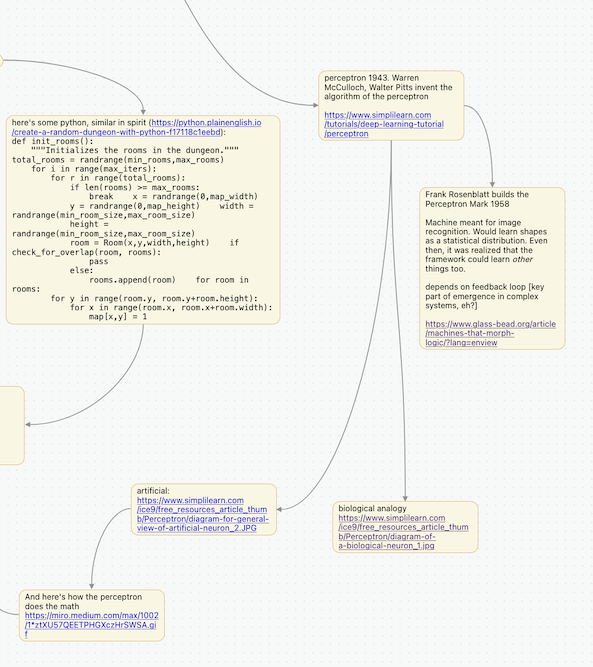 perceptron 1943. Warren
McCulloch, Walter Pitts invent the
algorithm of the perceptron
https://www.simplilearn.com
/tutorials/deep-learning-tutorial
/perceptron
here's some python, similar in spirit (https://python.plainenglish.io
/create-a-random-dungeon-with-python-f17118c1eebd):
def init_rooms():
    """Initializes the rooms in the dungeon."""
total_rooms = randrange(min_rooms,max_rooms)
    for i in range(max_iters):
        for r in range(total_rooms):
            if len(rooms) >= max_rooms:
                break    x = randrange(0,map_width)
            y = randrange(0,map_height)    width =
randrange(min_room_size,max_room_size)
            height =
randrange(min_room_size,max_room_size)
            room = Room(x,y,width,height)    if
check_for_overlap(room, rooms):
                pass
            else:
                rooms.append(room)    for room in
rooms:
        for y in range(room.y, room.y+room.height):
            for x in range(room.x, room.x+room.width):
                map[x,y] = 1
Frank Rosenblatt builds the
Perceptron Mark 1958
Machine meant for image
recognition. Would learn shapes
as a statistical distribution. Even
then, it was realized that the
framework could learn other
things too.
depends on feedback loop [key
part of emergence in complex
systems, eh?]
https://www.glass-bead.org/article
/machines-that-morph-
logic/?lang=enview
artificial:
https://www.simplilearn.com
/ice9/free_resources_article_thum
b/Perceptron/diagram-for-general-
view-of-artificial-neuron_2.JPG
biological analogy
https://www.simplilearn.com
/ice9/free_resources_article_thum
b/Perceptron/diagram-of-
a-biological-neuron_1.jpg
And here's how the perceptron
does the math
https://miro.medium.com/max/1002
/1*ztXU57QEETPHGXczHrSWSA.gi
f